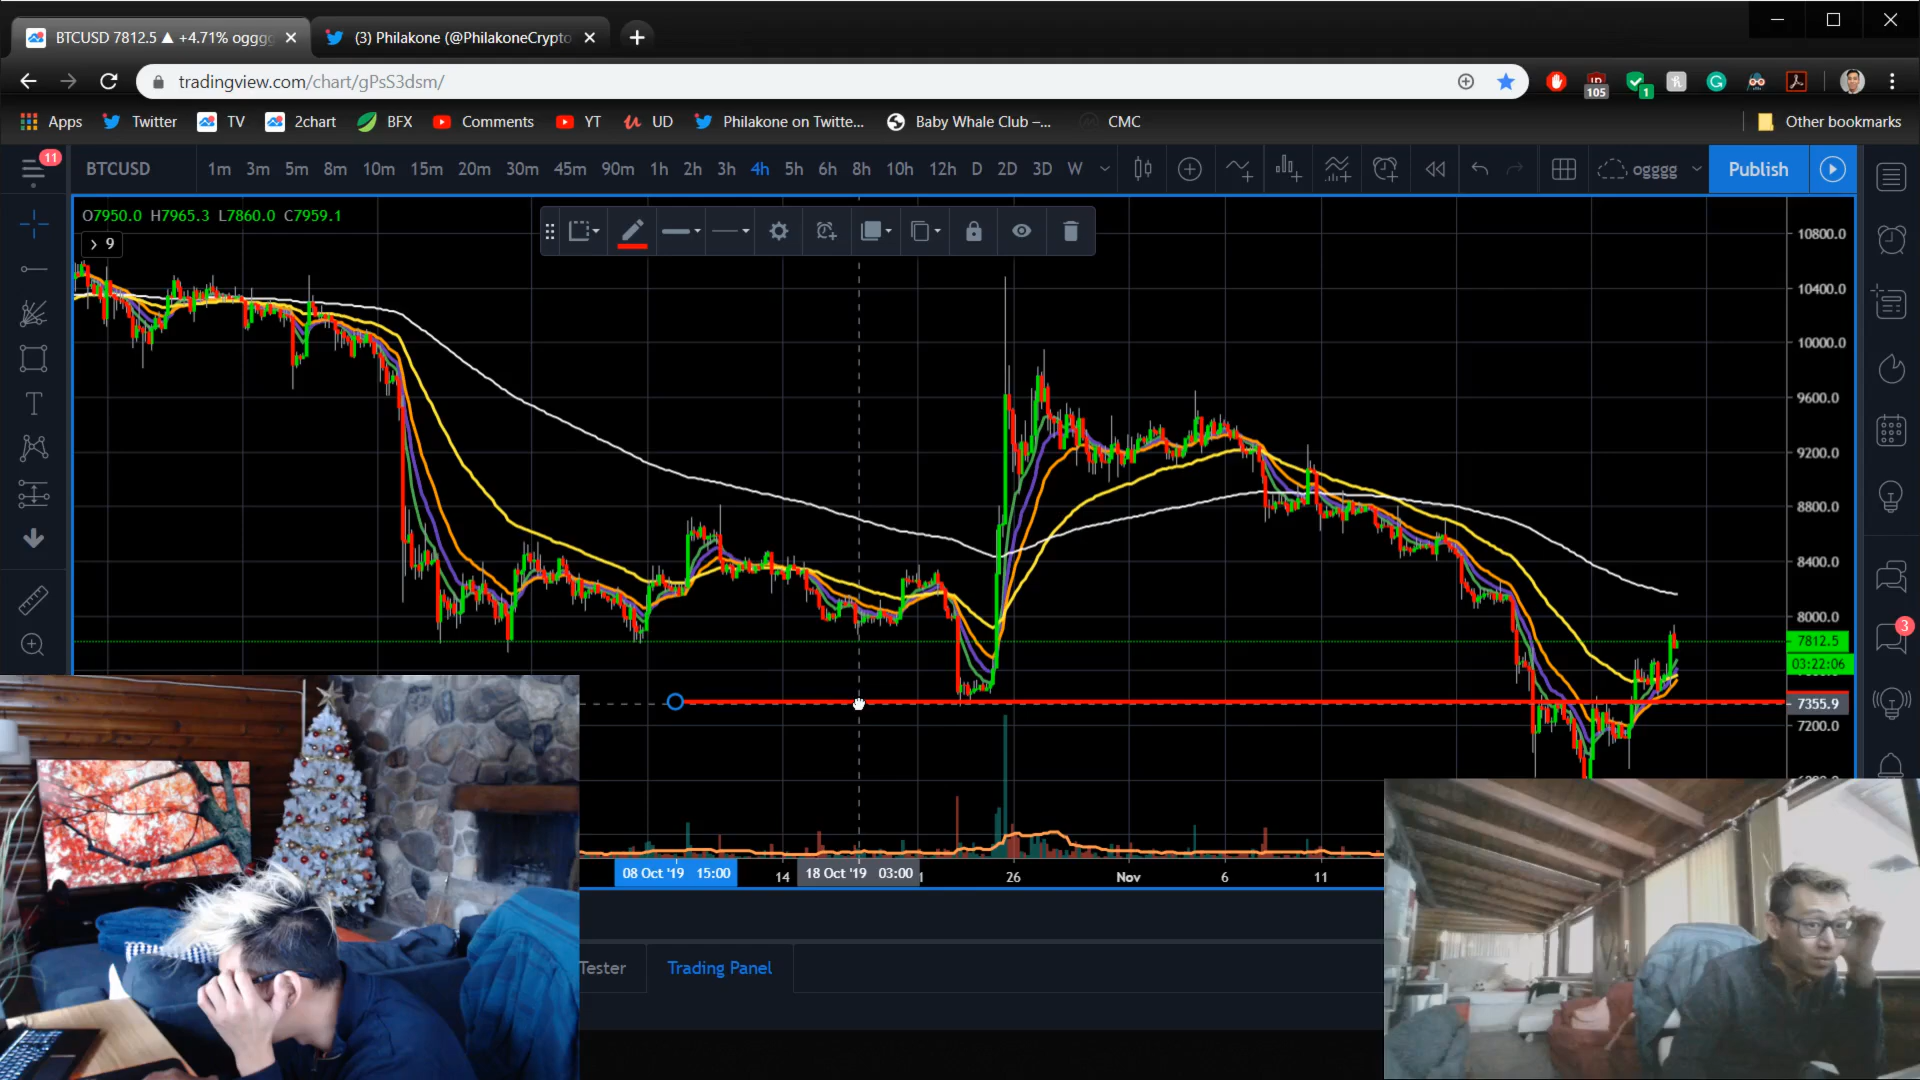 BTCUSD 7812.5 ▲ +4.71% ogggg
(3) Philakone (@PhilakoneCrypto
tradingview.com/chart/gPsS3dsm/
105
1
Apps
Twitter
TV
2chart
BFX
Comments
YT
UD
Philakone on Twitte...
Baby Whale Club –...
CMC
Other bookmarks
11
BTCUSD
1m 3m 5m 8m 10m 15m 20m 30m 45m 90m 1h 2h 3h 4h 5h 6h 8h 10h 12h D 2D 3D W
ogggg
Publish
O7950.0 H7965.3 L7860.0 C7959.1
9
10800.0
10400.0
10000.0
9600.0
9200.0
8800.0
8400.0
8000.0
7812.5
03:22:06
7355.9
7200.0
3
08 Oct '19 15:00
14
18 Oct '19 03:00
26
Nov
6
11
Tester
Trading Panel